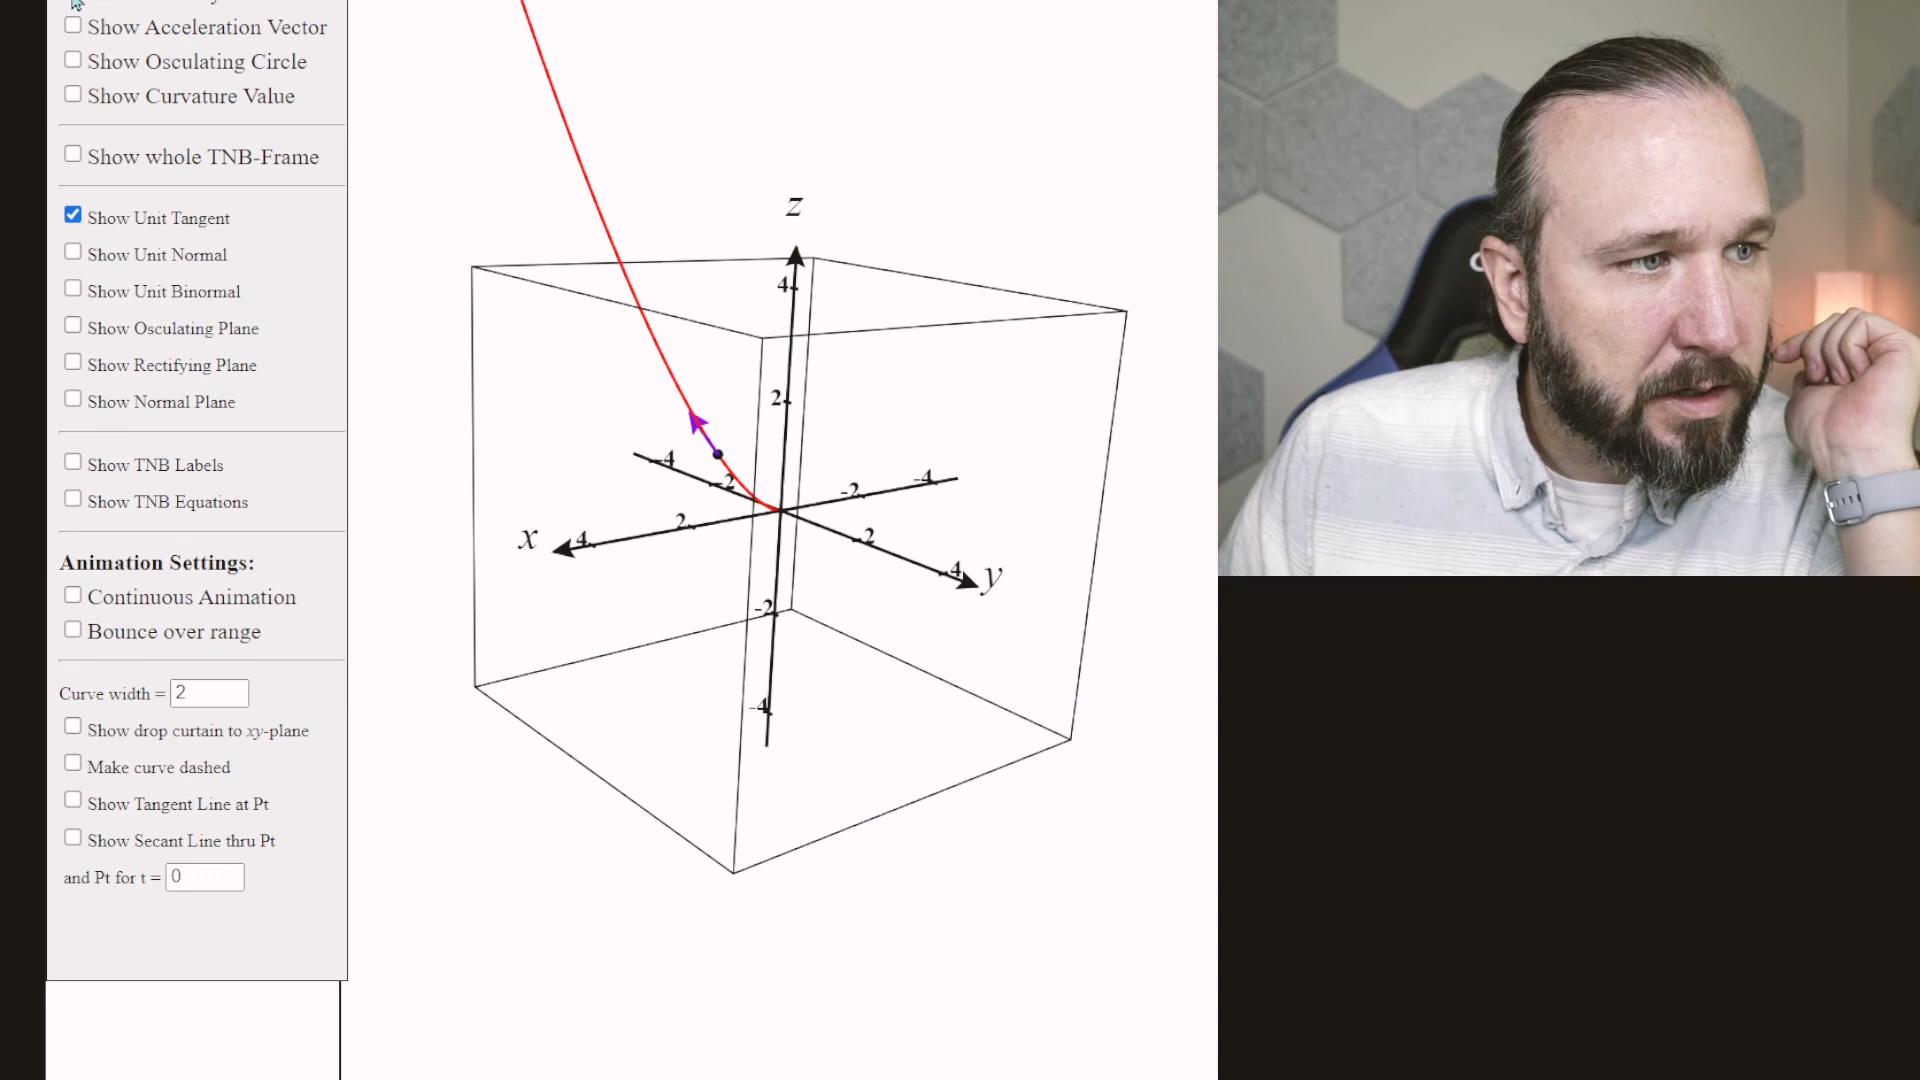 Show Acceleration Vector
Show Osculating Circle
Show Curvature Value
Show whole TNB-Frame
Show Unit Tangent
Show Unit Normal
Show Unit Binormal
Show Osculating Plane
Show Rectifying Plane
Show Normal Plane
Show TNB Labels
Show TNB Equations
Animation Settings:
Continuous Animation
Bounce over range
Curve width = 2
Show drop curtain to xy-plane
Make curve dashed
Show Tangent Line at Pt
Show Secant Line thru Pt
and Pt for t = 0
z
4
2
-4
-2
-2
-4
x
4
2
2
4
y
-2
-4